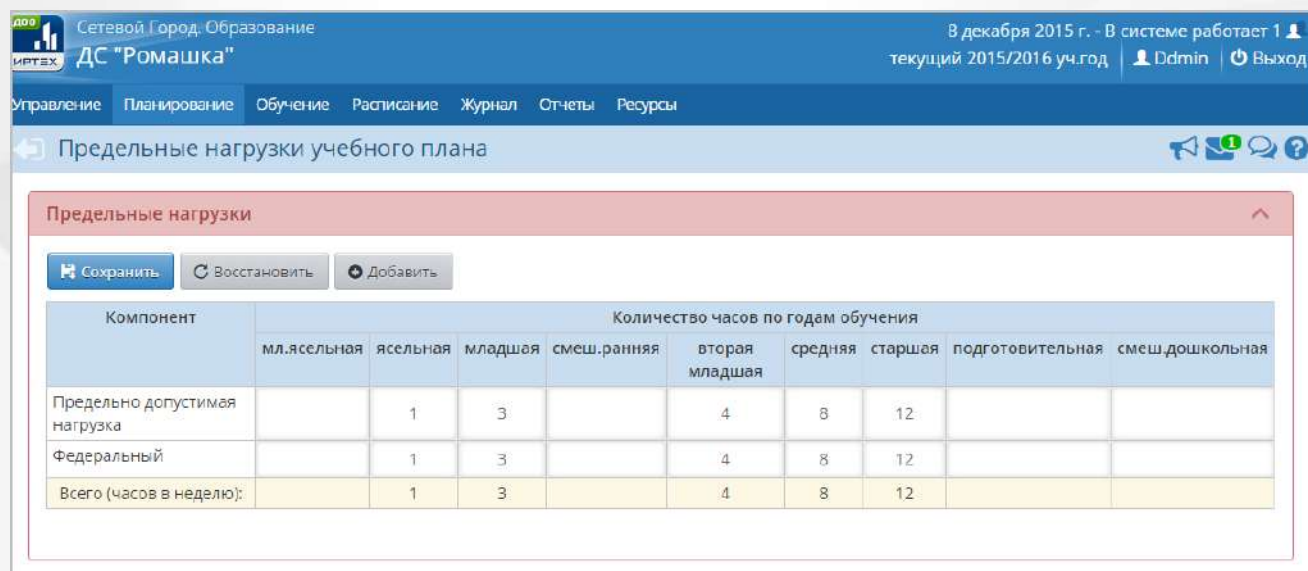 ДОО
ИРТЕХ
Сетевой Город. Образование
ДС "Ромашка"
8 декабря 2015 г. - В системе работает 1
текущий 2015/2016 уч.год Ddmin Выход
Управление Планирование Обучение Расписание Журнал Отчеты Ресурсы
Предельные нагрузки учебного плана
1
Предельные нагрузки
Сохранить Восстановить Добавить
Компонент Количество часов по годам обучения
мл.ясельная ясельная младшая смеш.ранняя вторая младшая средняя старшая подготовительная смеш.дошкольная
Предельно допустимая нагрузка 1 3 4 8 12
Федеральный 1 3 4 8 12
Всего (часов в неделю): 1 3 4 8 12